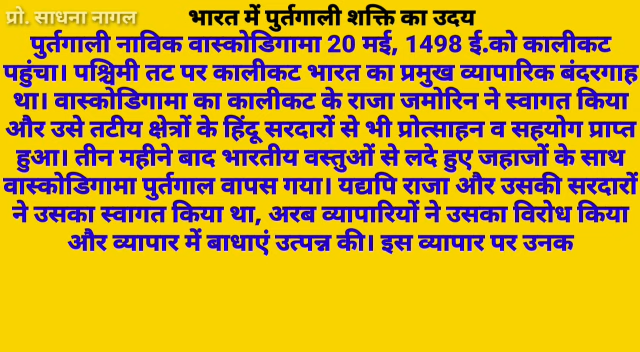 प्रो. साधना नागल
भारत में पुर्तगाली शक्ति का उदय
पुर्तगाली नाविक वास्कोडिगामा 20 मई, 1498 ई.को कालीकट
पहुंचा। पश्चिमी तट पर कालीकट भारत का प्रमुख व्यापारिक बंदरगाह
था। वास्कोडिगामा का कालीकट के राजा जमोरिन ने स्वागत किया
और उसे तटीय क्षेत्रों के हिंदू सरदारों से भी प्रोत्साहन व सहयोग प्राप्त
हुआ। तीन महीने बाद भारतीय वस्तुओं से लदे हुए जहाजों के साथ
वास्कोडिगामा पुर्तगाल वापस गया। यद्यपि राजा और उसकी सरदारों
ने उसका स्वागत किया था, अरब व्यापारियों ने उसका विरोध किया
और व्यापार में बाधाएं उत्पन्न की। इस व्यापार पर उनक